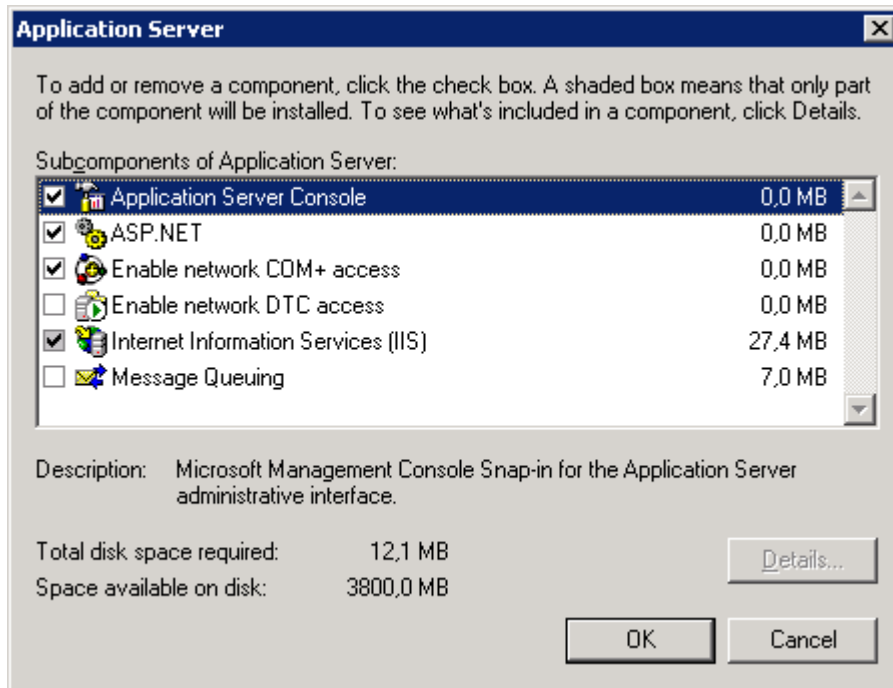 Application Server
To add or remove a component, click the check box. A shaded box means that only part
of the component will be installed. To see what's included in a component, click Details.
Subcomponents of Application Server:
Application Server Console 0,0 MB
ASP.NET 0,0 MB
Enable network COM+ access 0,0 MB
Enable network DTC access 0,0 MB
Internet Information Services (IIS) 27,4 MB
Message Queuing 7,0 MB
Description: Microsoft Management Console Snap-in for the Application Server
administrative interface.
Total disk space required: 12,1 MB
Space available on disk: 3800,0 MB
Details...
OK Cancel